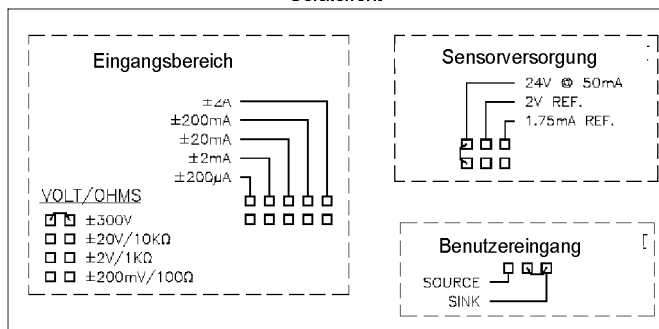 Eingangsbereich
±2A
±200mA
±20mA
±2mA
±200µA
VOLT/OHMS
±300V
±20V/10KΩ
±2V/1KΩ
±200mV/100Ω
Sensorversorgung
24V @ 50mA
2V REF.
1.75mA REF.
Benutzereingang
SOURCE
SINK